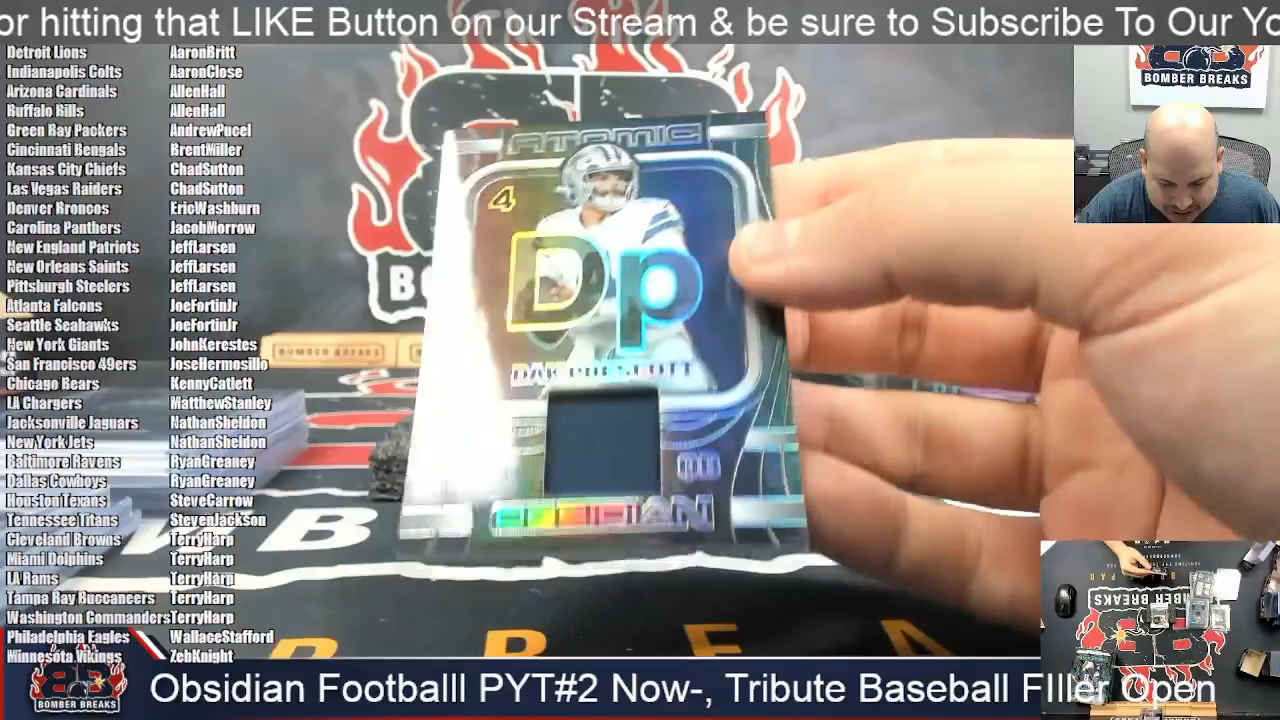 or hitting that LIKE Button on our Stream & be sure to Subscribe To Our Yo
Detroit Lions AaronBritt
Indianapolis Colts AaronClose
Arizona Cardinals AllenHall
Buffalo Bills AllenHall
Green Bay Packers AndrewPucel
Cincinnati Bengals BrentMiller
Kansas City Chiefs ChadSutton
Las Vegas Raiders ChadSutton
Denver Broncos EricWashburn
Carolina Panthers JacobMorrow
New England Patriots JeffLarsen
New Orleans Saints JeffLarsen
Pittsburgh Steelers JeffLarsen
Atlanta Falcons JoeFortinJr
Seattle Seahawks JoeFortinJr
New York Giants JohnKerestes
San Francisco 49ers JoseHermosillo
Chicago Bears KennyCatlett
LA Chargers MatthewStanley
Jacksonville Jaguars NathanSheldon
New York Jets NathanSheldon
Baltimore Ravens RyanGreaney
Dallas Cowboys RyanGreaney
Houston Texans SteveCarrow
Tennessee Titans StevenJackson
Cleveland Browns TerryHarp
Miami Dolphins TerryHarp
LA Rams TerryHarp
Tampa Bay Buccaneers TerryHarp
Washington Commanders TerryHarp
Philadelphia Eagles WallaceStafford
Minnesota Vikings ZebKnight
ATOMIC
4
Dp
DAK PRESCOTT
QB
OBSIDIAN
BOMBER BREAKS
BOMBER BREAKS
BOMBER BREAKS
BOMBER BREAKS
Obsidian Footballl PYT#2 Now-, Tribute Baseball FIller Open